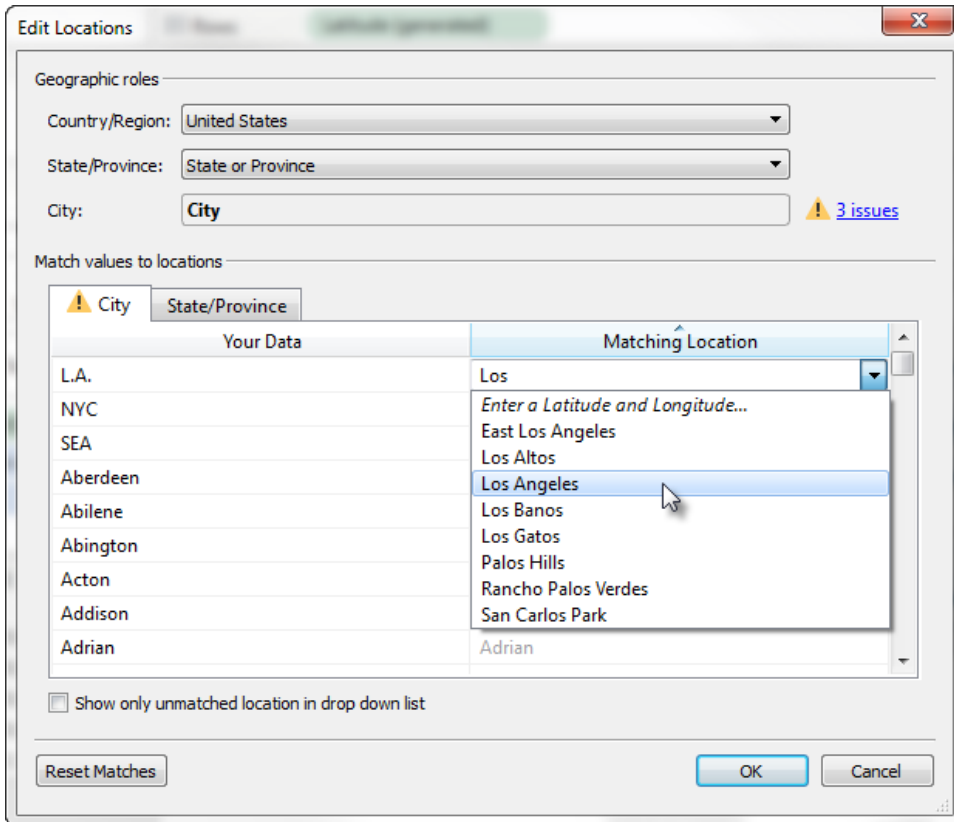 Edit Locations
Geographic roles
Country/Region: United States
State/Province: State or Province
City: City 3 issues
Match values to locations
City State/Province
Your Data Matching Location
L.A. Los
Enter a Latitude and Longitude...
NYC
East Los Angeles
SEA
Los Altos
Aberdeen
Los Angeles
Abilene
Los Banos
Abington
Los Gatos
Acton
Palos Hills
Addison
Rancho Palos Verdes
San Carlos Park
Adrian Adrian
Show only unmatched location in drop down list
Reset Matches OK Cancel